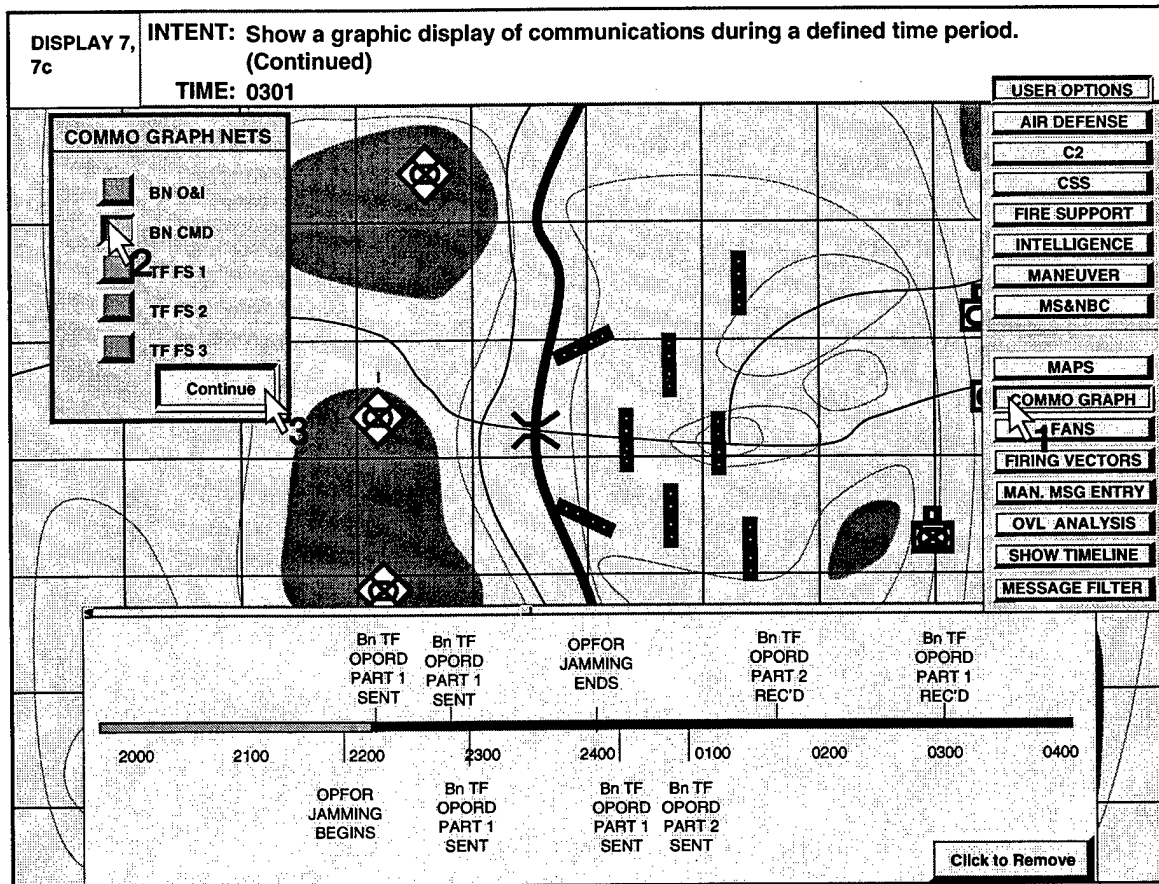 DISPLAY 7,
7c
INTENT: Show a graphic display of communications during a defined time period.
(Continued)
TIME: 0301
COMMO GRAPH NETS
BN O&I
BN CMD
2
TF FS 1
TF FS 2
TF FS 3
Continue
3
USER OPTIONS
AIR DEFENSE
C2
CSS
FIRE SUPPORT
INTELLIGENCE
MANEUVER
MS&NBC
MAPS
COMMO GRAPH
1
FANS
FIRING VECTORS
MAN. MSG ENTRY
OVL ANALYSIS
SHOW TIMELINE
MESSAGE FILTER
Bn TF
OPORD
PART 1
SENT
Bn TF
OPORD
PART 1
SENT
OPFOR
JAMMING
ENDS
Bn TF
OPORD
PART 2
REC'D
Bn TF
OPORD
PART 1
REC'D
2000 2100 2200 2300 2400 0100 0200 0300 0400
OPFOR
JAMMING
BEGINS
Bn TF
OPORD
PART 1
SENT
Bn TF
OPORD
PART 1
SENT
Bn TF
OPORD
PART 2
SENT
Click to Remove